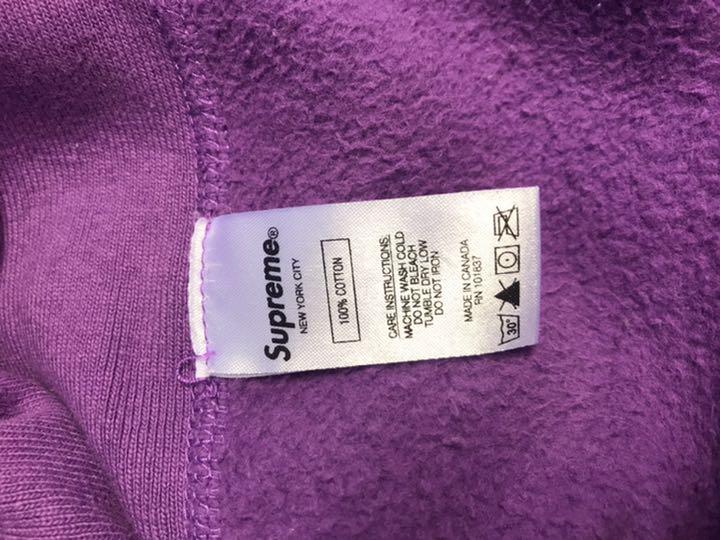 Supreme®
NEW YORK CITY
100% COTTON
CARE INSTRUCTIONS
MACHINE WASH COLD
DO NOT BLEACH
TUMBLE DRY LOW
DO NOT IRON
MADE IN CANADA
RN 101837
30°